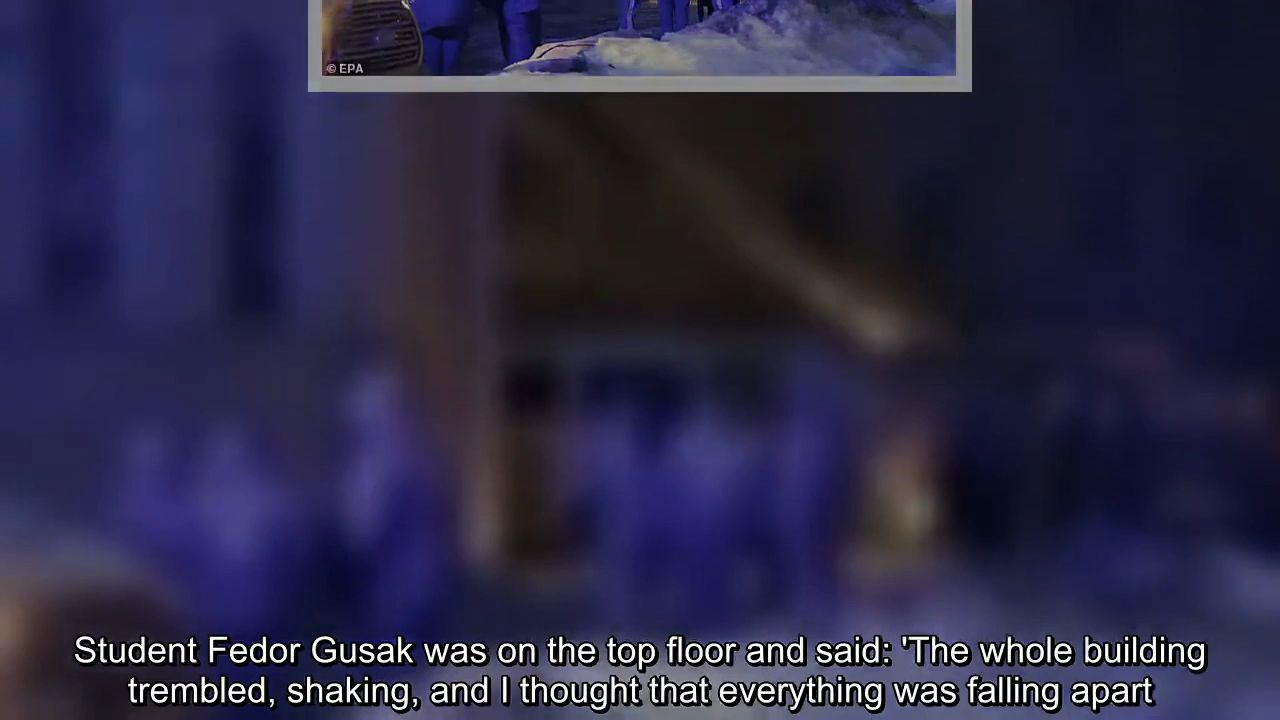 © EPA
Student Fedor Gusak was on the top floor and said: 'The whole building
trembled, shaking, and I thought that everything was falling apart